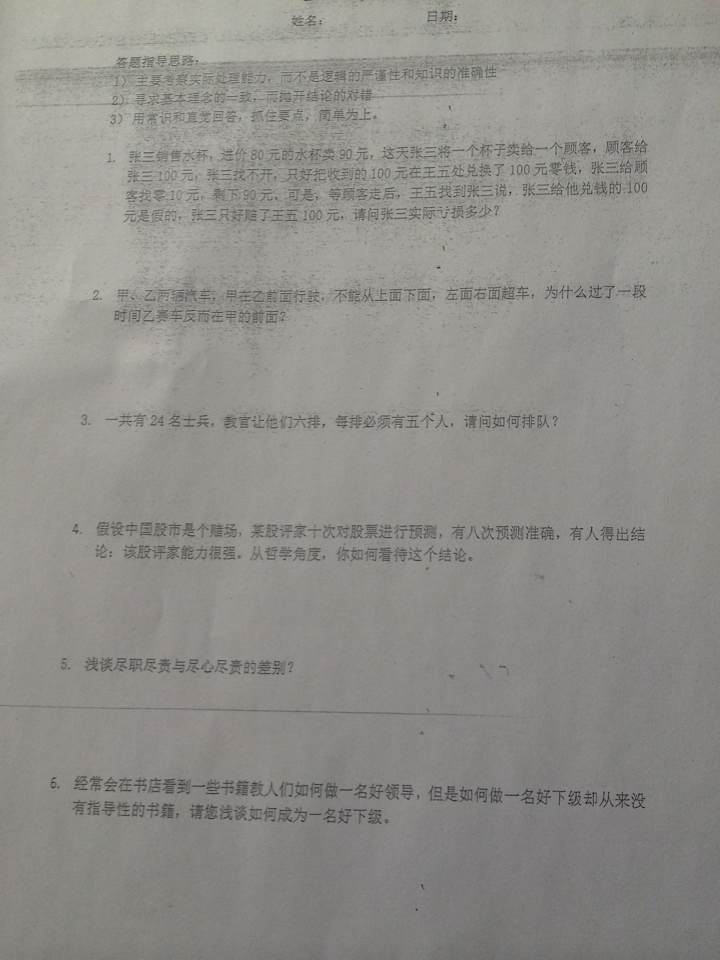 姓名： 日期：
答题指导思路：
1） 主要考察实际处理能力，而不是逻辑的严谨性和知识的准确性
2） 寻求基本理念的一致，而抛开结论的对错
3） 用常识和直觉回答，抓住要点，简单为上。
1. 张三销售水杯，进价 80 元的水杯卖 90 元，这天张三将一个杯子卖给一个顾客，顾客给
张三 100 元，张三找不开，只好把收到的 100 元在王五处兑换了 100 元零钱，张三给顾
客找零 10 元，剩下 90 元。可是，等顾客走后，王五找到张三说，张三给他兑钱的 100
元是假的，张三只好赔了王五 100 元，请问张三实际亏损多少？
2. 甲、乙两辆汽车，甲在乙前面行驶，不能从上面下面，左面右面超车，为什么过了一段
时间乙赛车反而在甲的前面？
3. 一共有 24 名士兵，教官让他们六排，每排必须有五个人，请问如何排队？
4. 假设中国股市是个赌场，某股评家十次对股票进行预测，有八次预测准确，有人得出结
论：该股评家能力很强。从哲学角度，你如何看待这个结论。
5. 浅谈尽职尽责与尽心尽责的差别？
6. 经常会在书店看到一些书籍教人们如何做一名好领导，但是如何做一名好下级却从来没
有指导性的书籍，请您浅谈如何成为一名好下级。